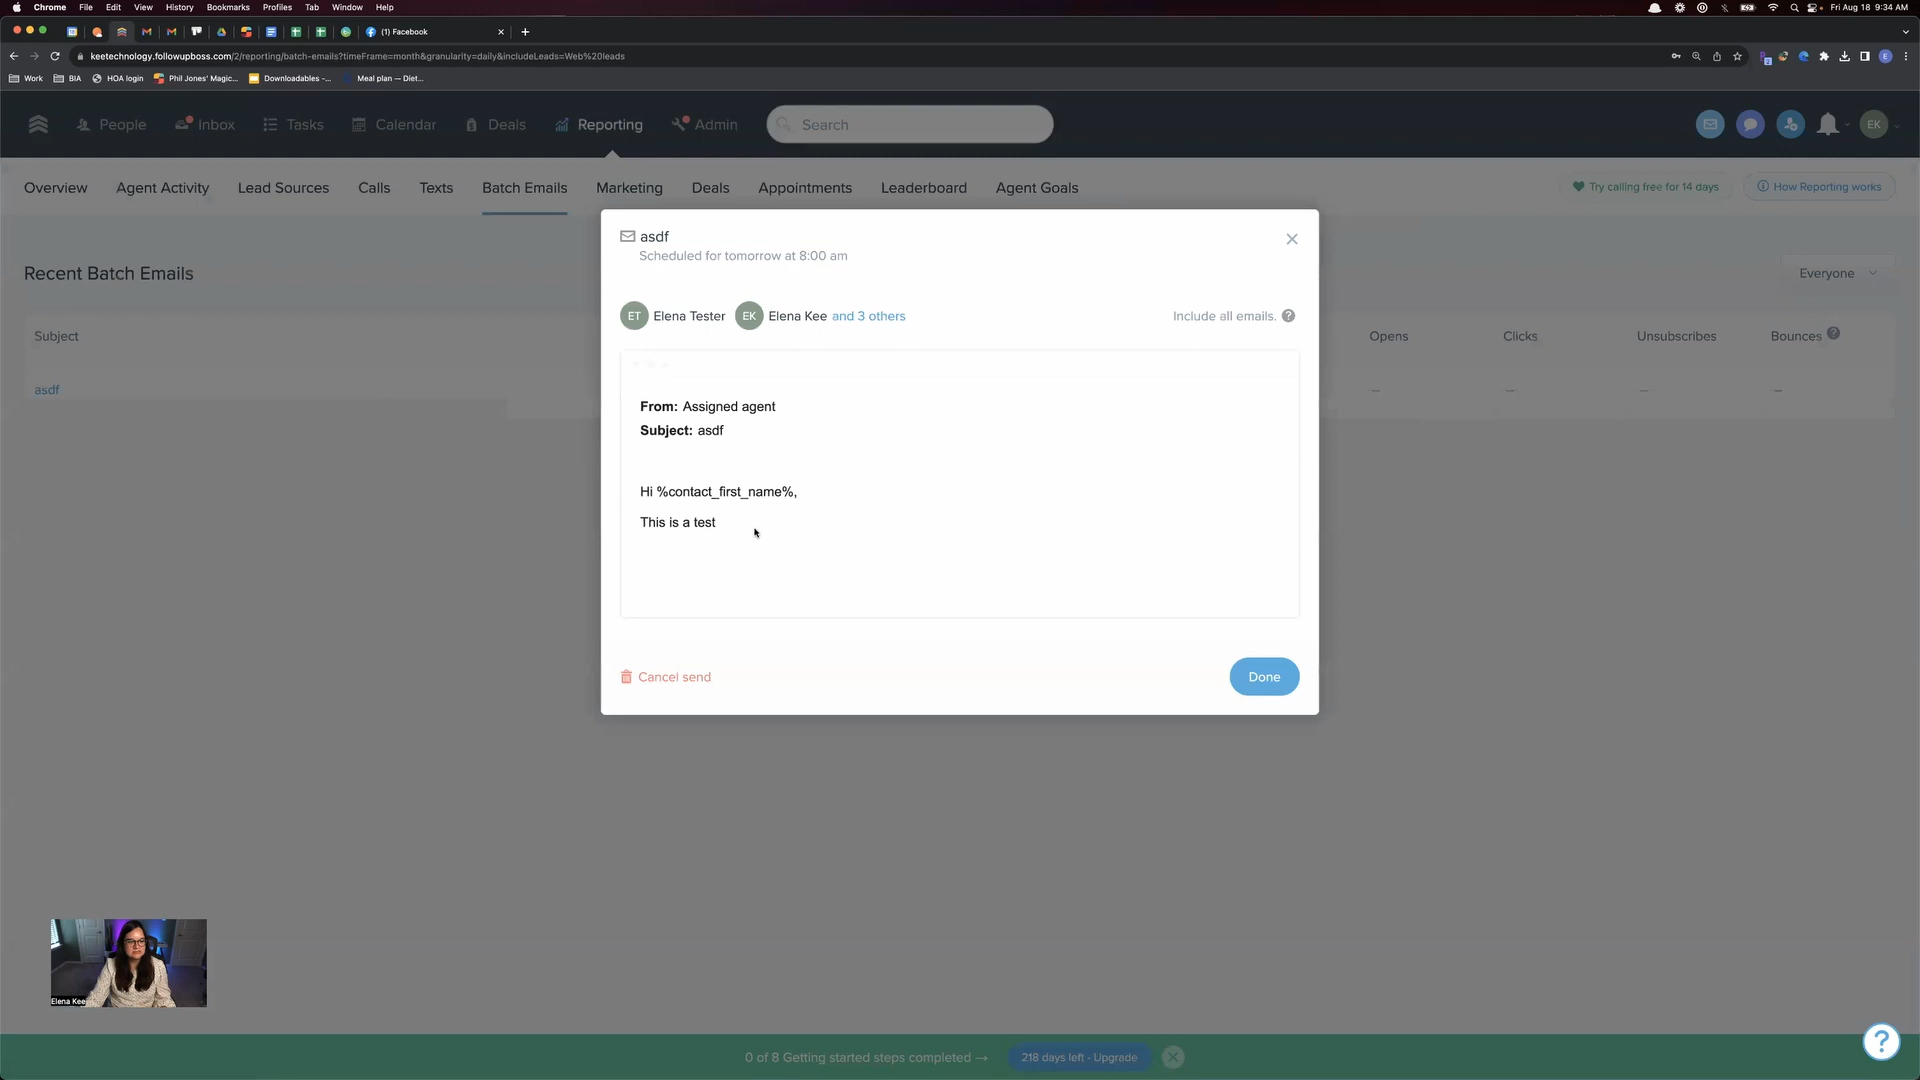 Chrome File Edit View History Bookmarks Profiles Tab Window Help Fri Aug 18 9:34 AM
(1) Facebook
keetechnology.followupboss.com/2/reporting/batch-emails?timeFrame=month&granularity=daily&includeLeads=Web%20leads
Work BIA HOA login Phil Jones' Magic... Downloadables -... Meal plan — Diet...
People Inbox Tasks Calendar Deals Reporting Admin Search EK
Overview Agent Activity Lead Sources Calls Texts Batch Emails Marketing Deals Appointments Leaderboard Agent Goals Try calling free for 14 days How Reporting works
asdf
Scheduled for tomorrow at 8:00 am
Recent Batch Emails Everyone
ET Elena Tester EK Elena Kee and 3 others Include all emails. ?
Subject Opens Clicks Unsubscribes Bounces ?
asdf — — — —
From: Assigned agent
Subject: asdf
Hi %contact_first_name%,
This is a test
Cancel send Done
Elena Kee
0 of 8 Getting started steps completed → 218 days left - Upgrade
?